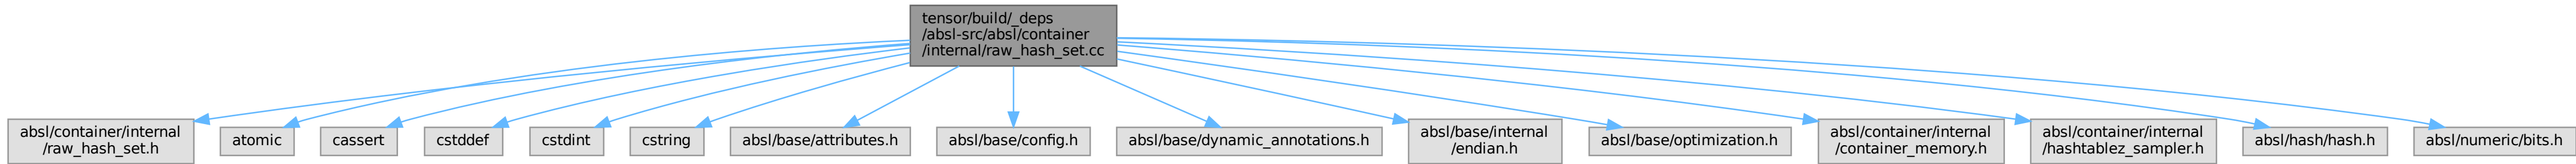 tensor/build/_deps
/absl-src/absl/container
/internal/raw_hash_set.cc
absl/container/internal
/raw_hash_set.h
atomic
cassert
cstddef
cstdint
cstring
absl/base/attributes.h
absl/base/config.h
absl/base/dynamic_annotations.h
absl/base/internal
/endian.h
absl/base/optimization.h
absl/container/internal
/container_memory.h
absl/container/internal
/hashtablez_sampler.h
absl/hash/hash.h
absl/numeric/bits.h